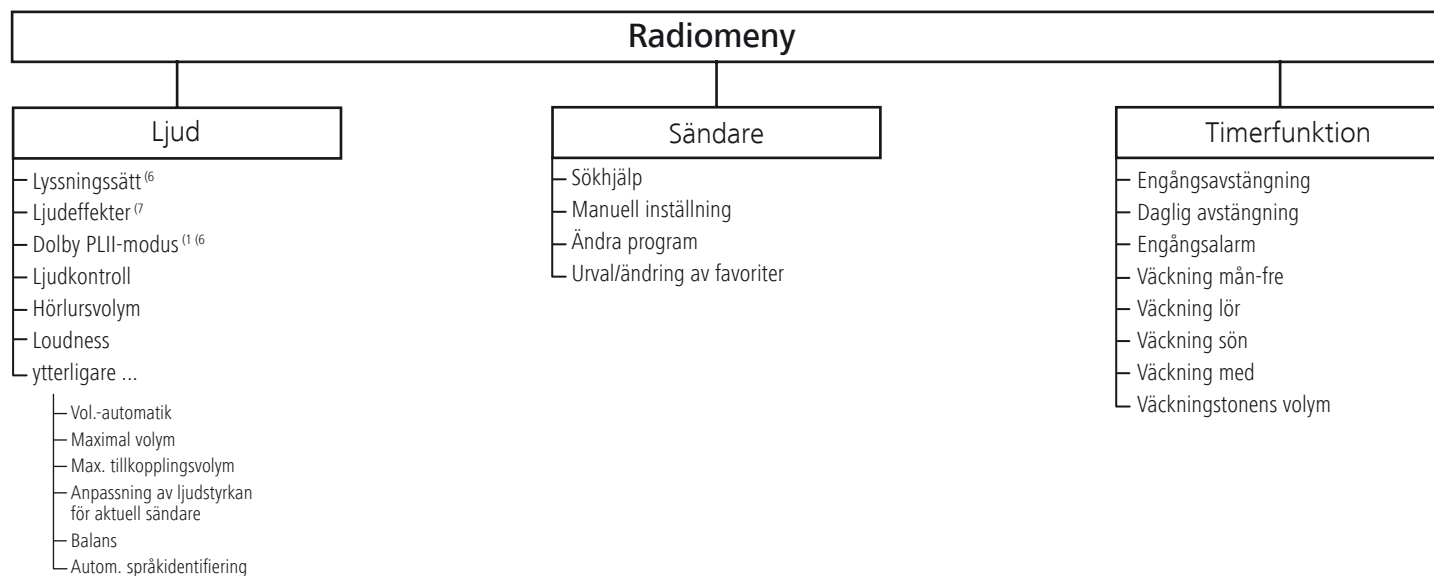 Radiomeny
Ljud
Lyssningssätt (6
Ljudeffekter (7
Dolby PLII-modus (1 (6
Ljudkontroll
Hörlursvolym
Loudness
ytterligare ...
Vol.-automatik
Maximal volym
Max. tillkopplingsvolym
Anpassning av ljudstyrkan
för aktuell sändare
Balans
Autom. språkidentifiering
Sändare
Sökhjälp
Manuell inställning
Ändra program
Urval/ändring av favoriter
Timerfunktion
Engångsavstängning
Daglig avstängning
Engångsalarm
Väckning mån-fre
Väckning lör
Väckning sön
Väckning med
Väckningstonens volym